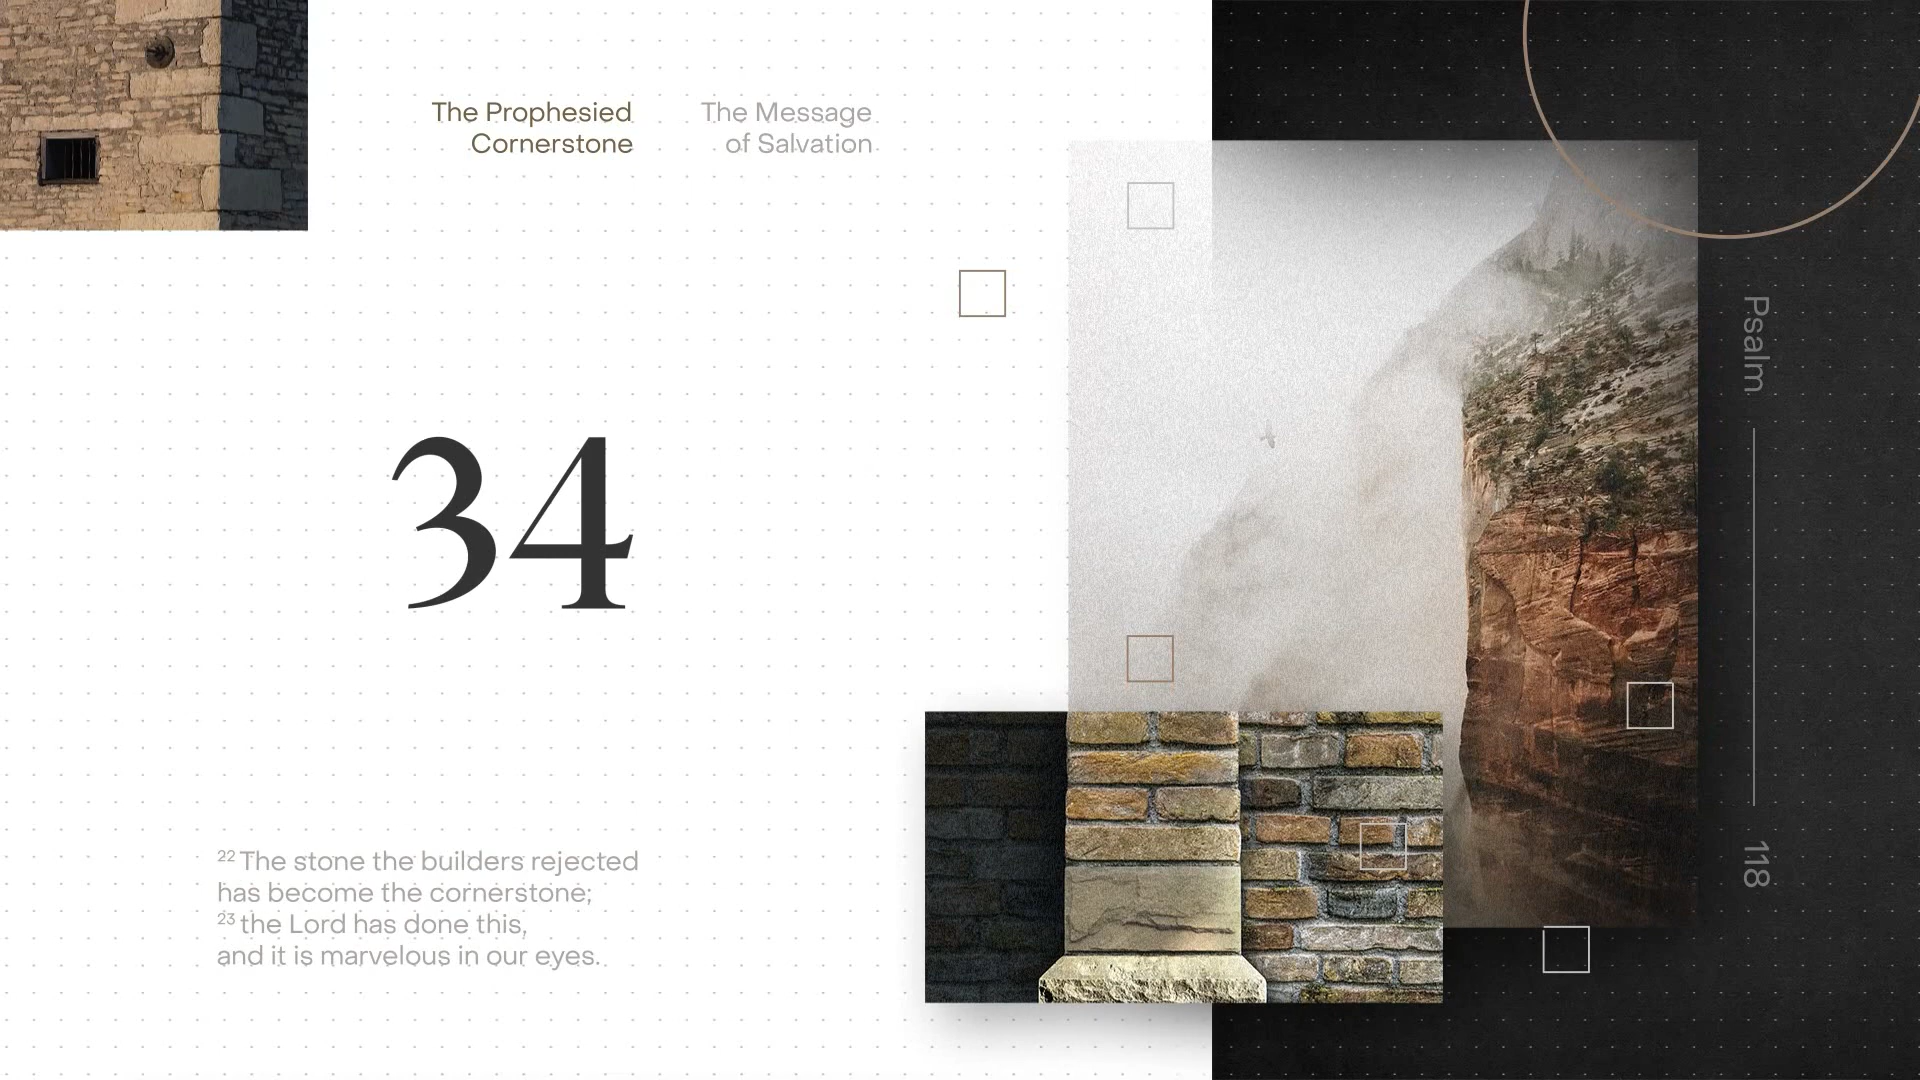 The Prophesied
Cornerstone
The Message
of Salvation
34
22 The stone the builders rejected
has become the cornerstone;
23 the Lord has done this,
and it is marvelous in our eyes.
Psalm
118